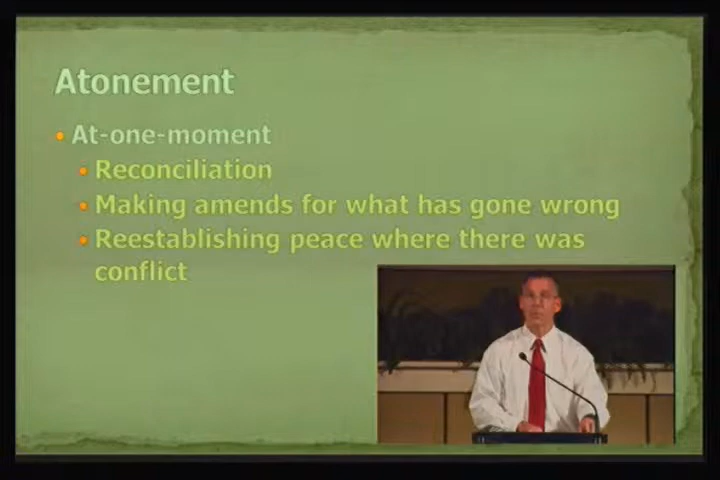 Atonement
At-one-moment
Reconciliation
Making amends for what has gone wrong
Reestablishing peace where there was
conflict